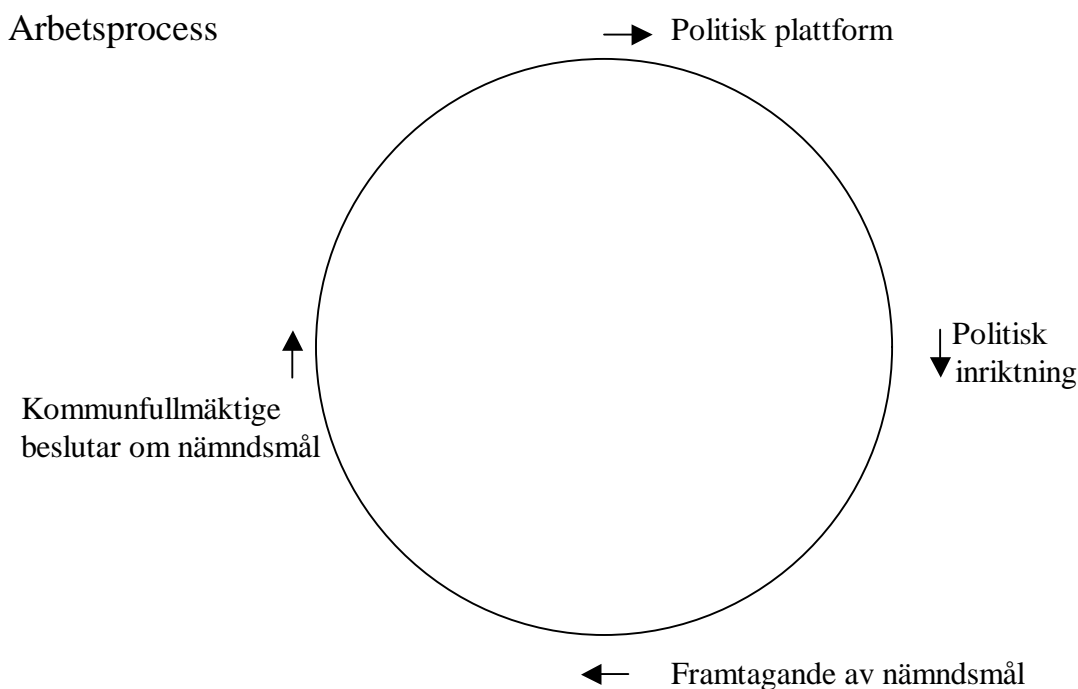 Arbetsprocess
Politisk plattform
Politisk
inriktning
Kommunfullmäktige
beslutar om nämndsmål
Framtagande av nämndsmål